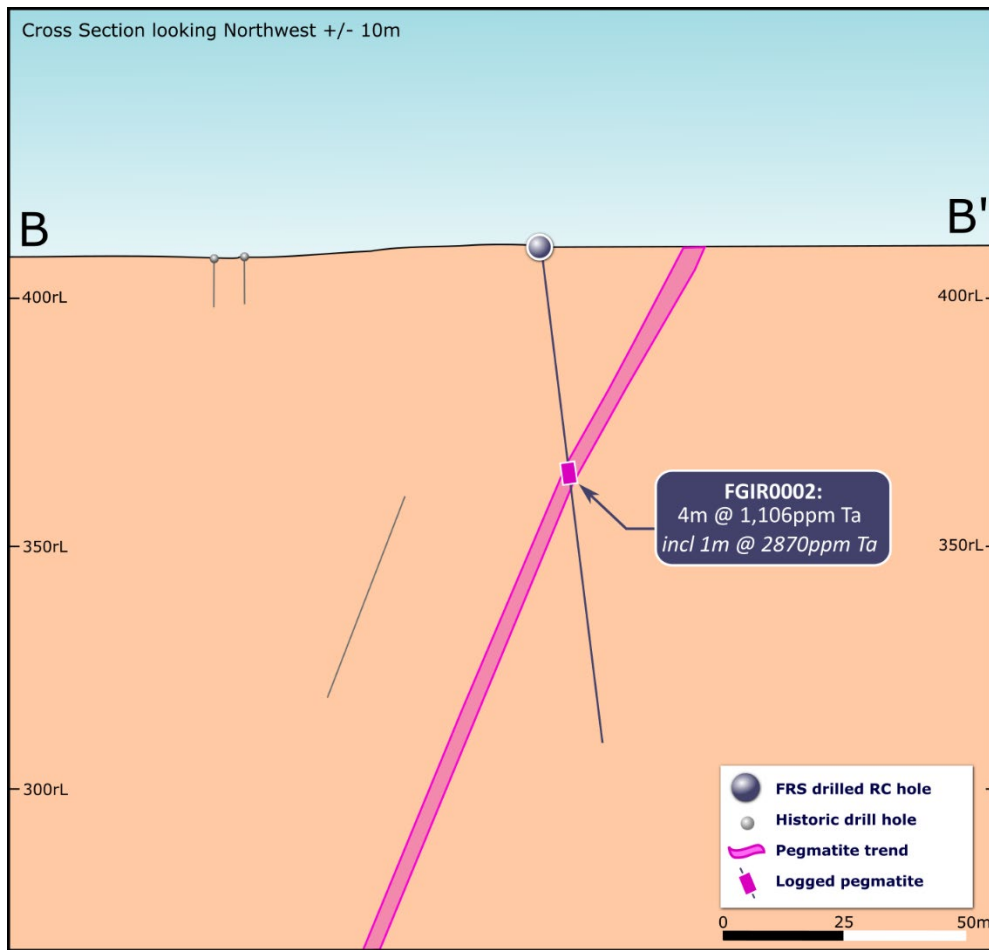 Cross Section looking Northwest +/- 10m
B
B'
400rL
400rL
FGIR0002:
4m @ 1,106ppm Ta
incl 1m @ 2870ppm Ta
350rL
350rL
300rL
FRS drilled RC hole
Historic drill hole
Pegmatite trend
Logged pegmatite
0 25 50m